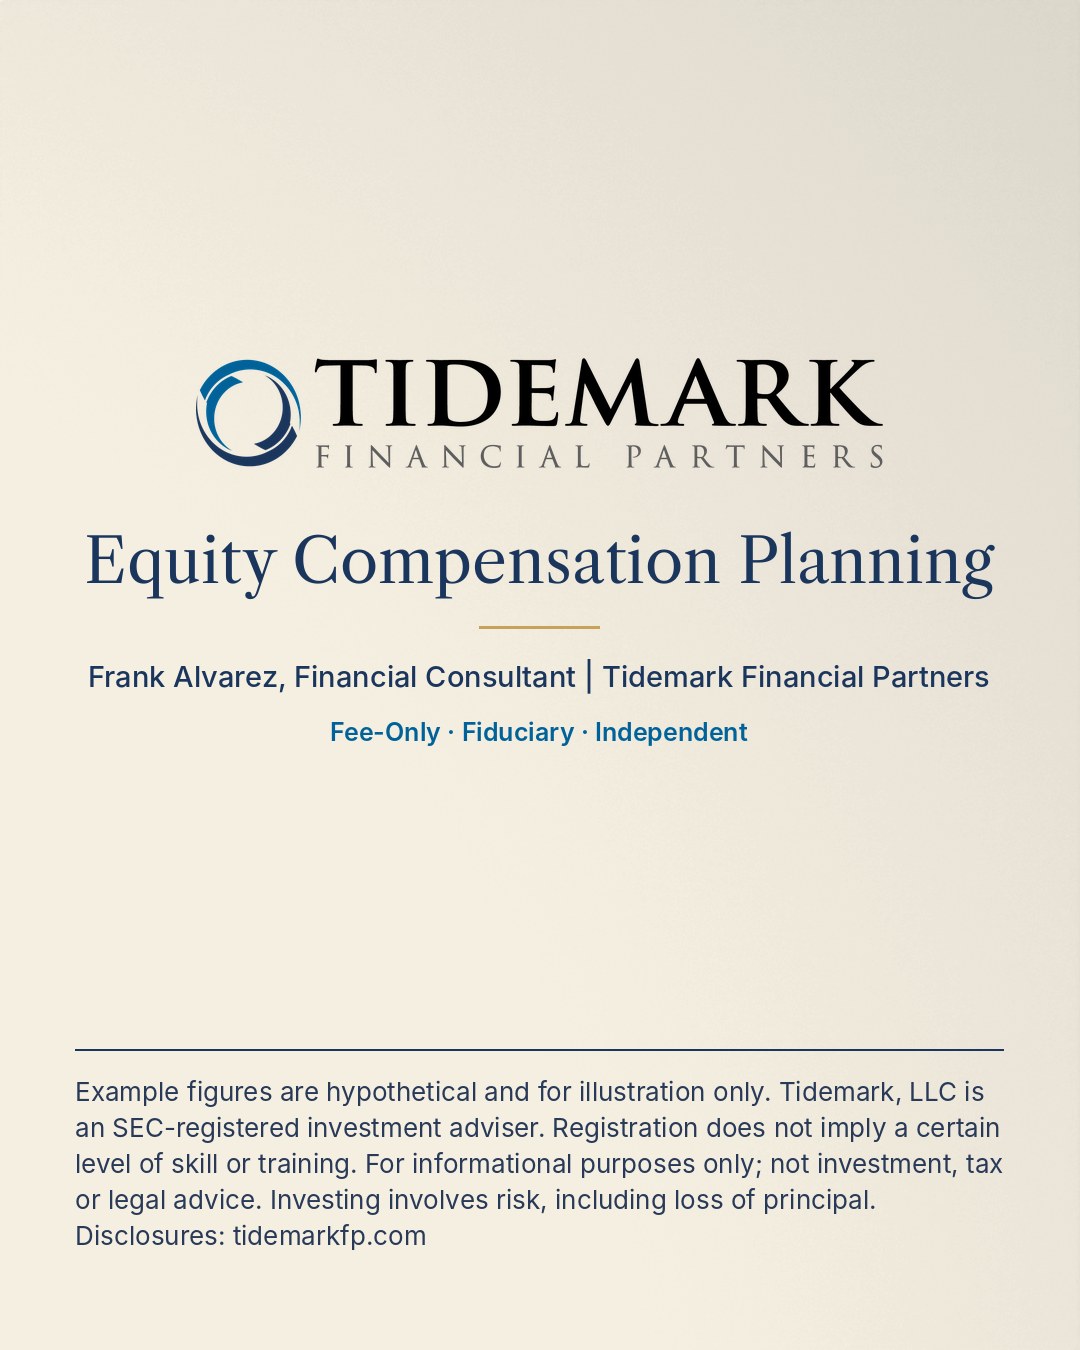 TIDEMARK
FINANCIAL PARTNERS
Equity Compensation Planning
Frank Alvarez, Financial Consultant | Tidemark Financial Partners
Fee-Only · Fiduciary · Independent
Example figures are hypothetical and for illustration only. Tidemark, LLC is
an SEC-registered investment adviser. Registration does not imply a certain
level of skill or training. For informational purposes only; not investment, tax
or legal advice. Investing involves risk, including loss of principal.
Disclosures: tidemarkfp.com